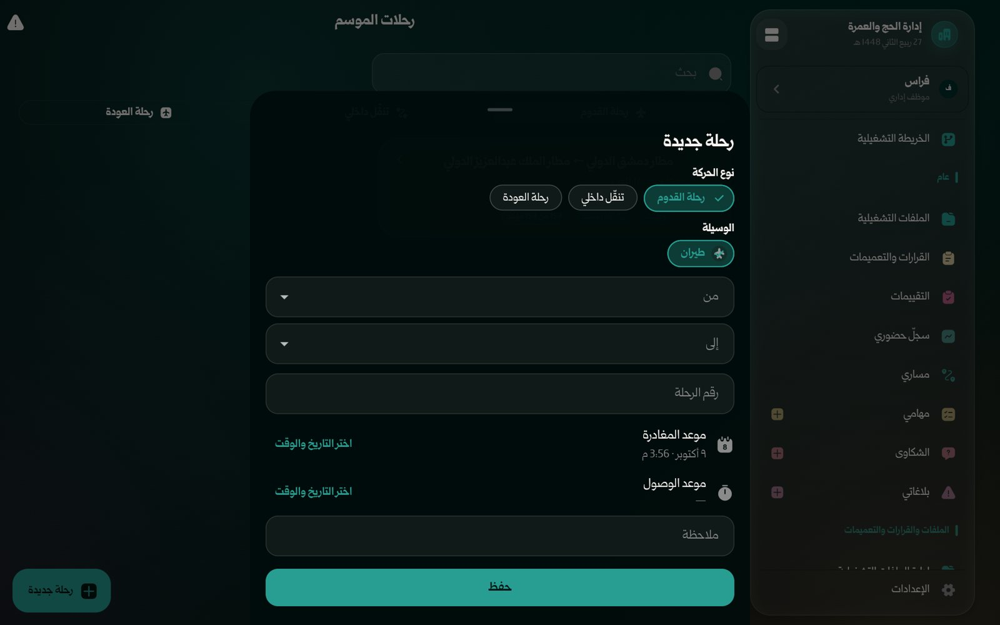 إدارة الحج والعمرة
27 ربيع الثاني 1448 هـ
ف
فراس
موظف إداري
الخريطة التشغيلية
عام
الملفات التشغيلية
القرارات والتعميمات
التقييمات
سجلّ حضوري
مساري
مهامي
الشكاوى
بلاغاتي
الملفات والقرارات والتعميمات
الإعدادات
رحلات الموسم
بحث
رحلة القدوم
تنقّل داخلي
رحلة العودة
مطار دمشق الدولي ← مطار الملك عبدالعزيز الدولي
رحلة جديدة
نوع الحركة
رحلة القدوم
تنقّل داخلي
رحلة العودة
الوسيلة
طيران
من
إلى
رقم الرحلة
موعد المغادرة
٩ أكتوبر · 3:56 م
اختر التاريخ والوقت
8
موعد الوصول
—
اختر التاريخ والوقت
ملاحظة
حفظ
رحلة جديدة